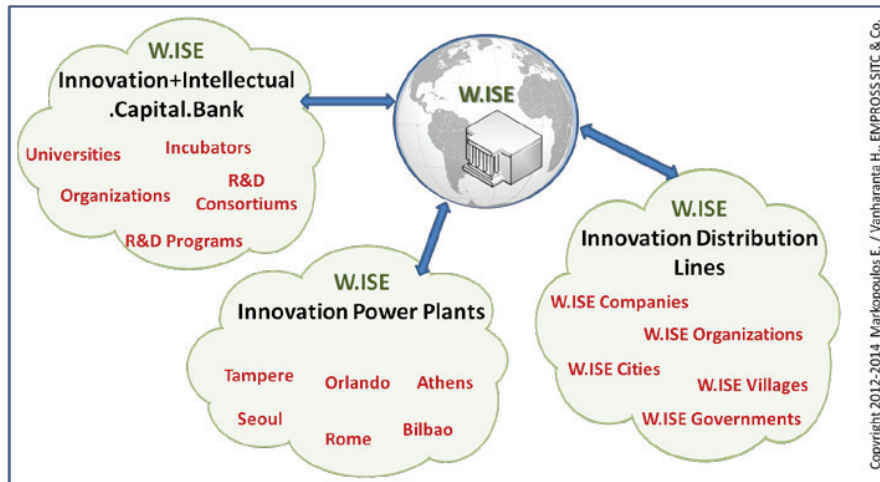 W.ISE
Innovation+Intellectual
.Capital.Bank
Universities
Incubators
Organizations
R&D
Consortiums
R&D Programs
W.ISE
W.ISE
Innovation Power Plants
Tampere
Orlando
Athens
Seoul
Rome
Bilbao
W.ISE
Innovation Distribution
Lines
W.ISE Companies
W.ISE Organizations
W.ISE Cities
W.ISE Villages
W.ISE Governments
Copyright 2012-2014 Markopoulos E. / Vanharanta H., EMPROSS SITC & Co.